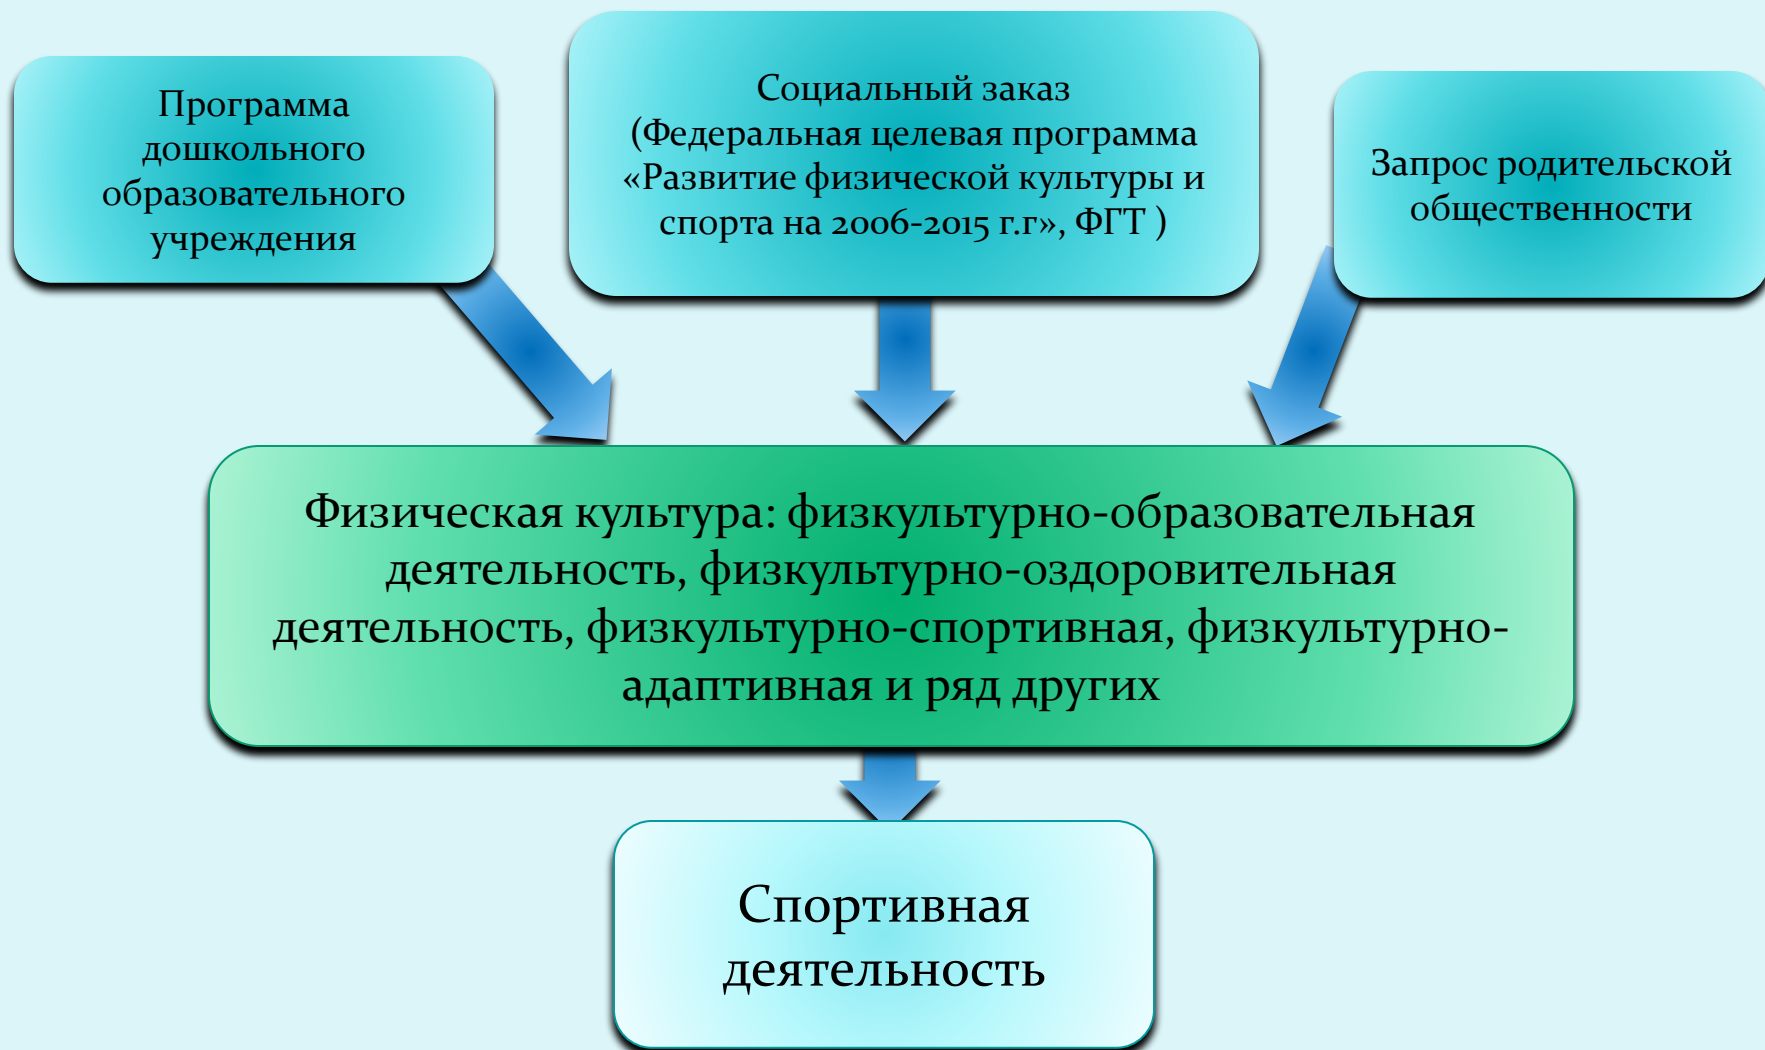 Программа
дошкольного
образовательного
учреждения
Социальный заказ
(Федеральная целевая программа
«Развитие физической культуры и
спорта на 2006-2015 г.г», ФГТ )
Запрос родительской
общественности
Физическая культура: физкультурно-образовательная
деятельность, физкультурно-оздоровительная
деятельность, физкультурно-спортивная, физкультурно-
адаптивная и ряд других
Спортивная
деятельность